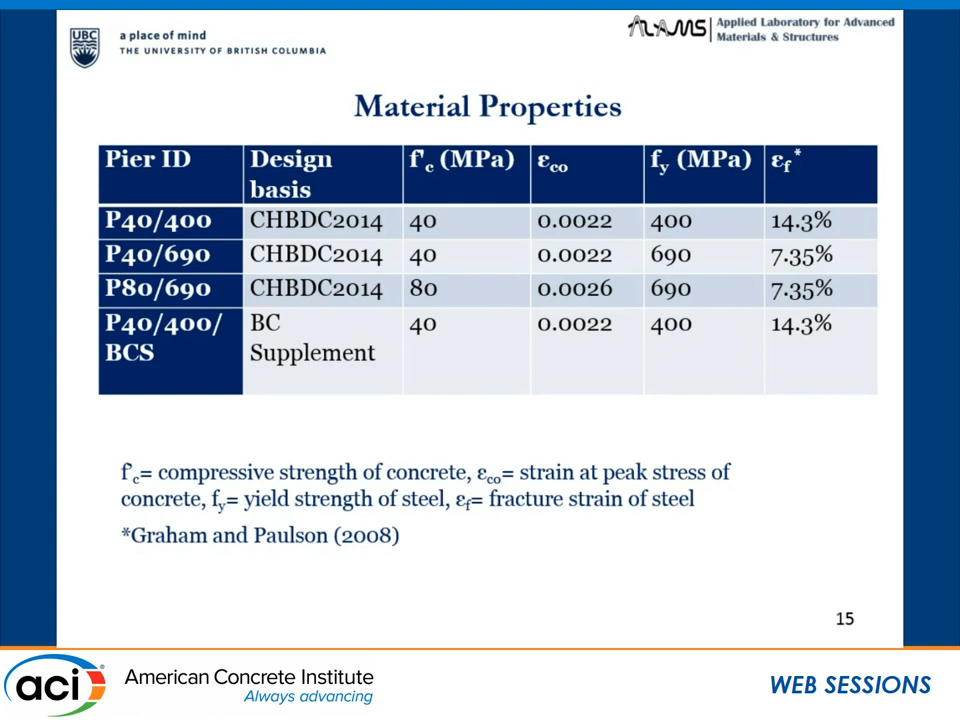 UBC
a place of mind
THE UNIVERSITY OF BRITISH COLUMBIA
ALAMS
Applied Laboratory for Advanced
Materials & Structures
Material Properties
Pier ID Design basis f'c (MPa) εco fy (MPa) εf*
P40/400 CHBDC2014 40 0.0022 400 14.3%
P40/690 CHBDC2014 40 0.0022 690 7.35%
P80/690 CHBDC2014 80 0.0026 690 7.35%
P40/400/BCS BC Supplement 40 0.0022 400 14.3%
f'c= compressive strength of concrete, εco= strain at peak stress of
concrete, fy= yield strength of steel, εf= fracture strain of steel
*Graham and Paulson (2008)
15
aci® American Concrete Institute
Always advancing
WEB SESSIONS